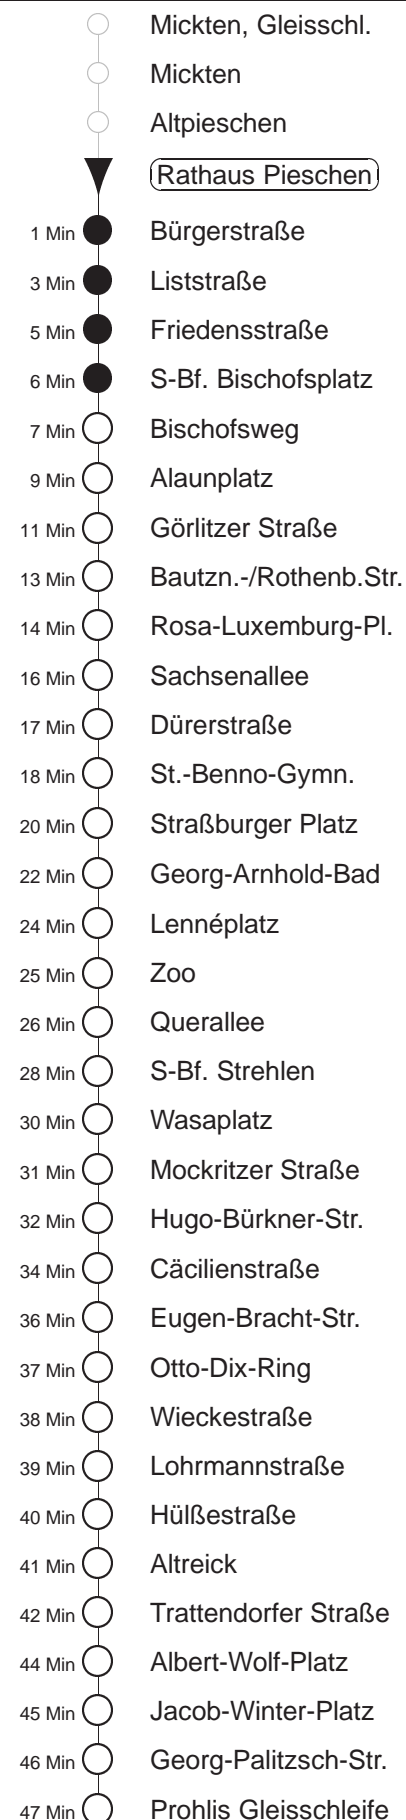 Mickten, Gleisschl.
Mickten
Altpieschen
Rathaus Pieschen
1 Min Bürgerstraße
3 Min Liststraße
5 Min Friedensstraße
6 Min S-Bf. Bischofsplatz
7 Min Bischofsweg
9 Min Alaunplatz
11 Min Görlitzer Straße
13 Min Bautzn.-/Rothenb.Str.
14 Min Rosa-Luxemburg-Pl.
16 Min Sachsenallee
17 Min Dürerstraße
18 Min St.-Benno-Gymn.
20 Min Straßburger Platz
22 Min Georg-Arnhold-Bad
24 Min Lennéplatz
25 Min Zoo
26 Min Querallee
28 Min S-Bf. Strehlen
30 Min Wasaplatz
31 Min Mockritzer Straße
32 Min Hugo-Bürkner-Str.
34 Min Cäcilienstraße
36 Min Eugen-Bracht-Str.
37 Min Otto-Dix-Ring
38 Min Wieckestraße
39 Min Lohrmannstraße
40 Min Hülßestraße
41 Min Altreick
42 Min Trattendorfer Straße
44 Min Albert-Wolf-Platz
45 Min Jacob-Winter-Platz
46 Min Georg-Palitzsch-Str.
47 Min Prohlis Gleisschleife